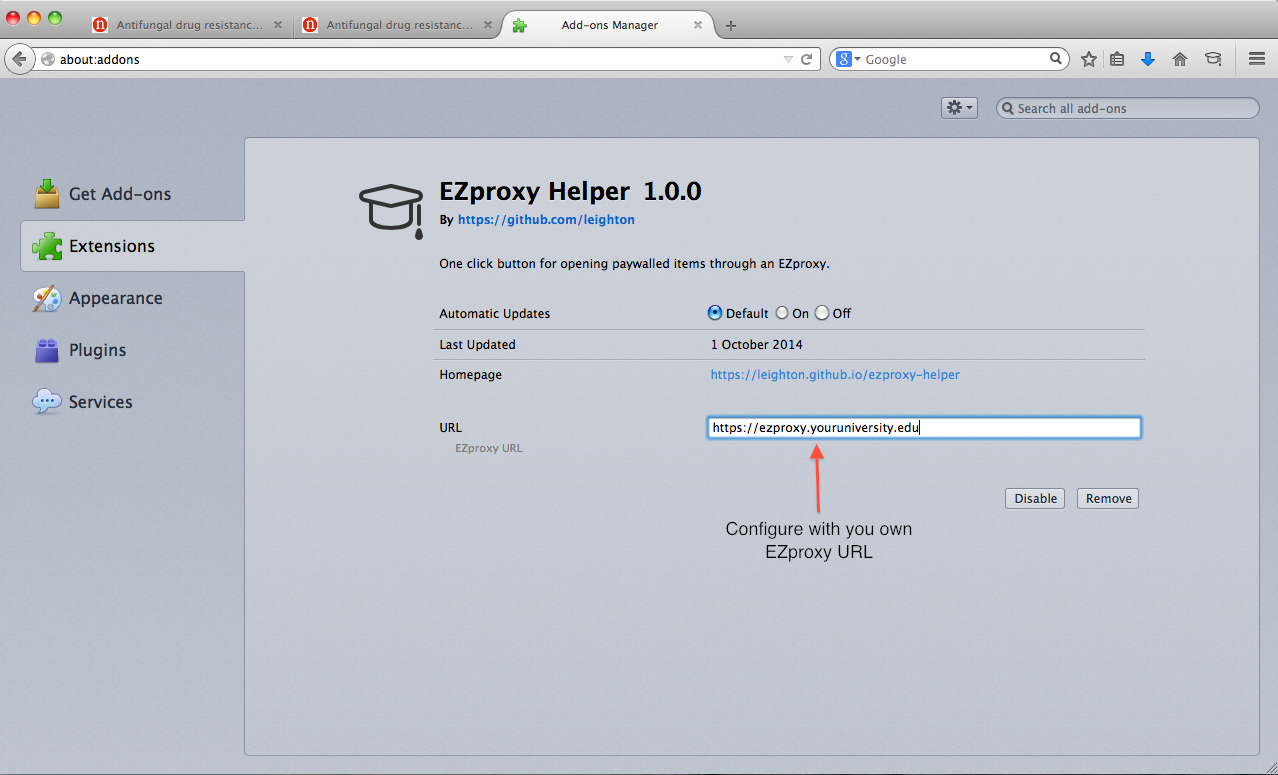 Antifungal drug resistanc...
Antifungal drug resistanc...
Add-ons Manager
about:addons
Google
Search all add-ons
Get Add-ons
Extensions
Appearance
Plugins
Services
EZproxy Helper 1.0.0
By https://github.com/leighton
One click button for opening paywalled items through an EZproxy.
Automatic Updates Default On Off
Last Updated 1 October 2014
Homepage https://leighton.github.io/ezproxy-helper
URL https://ezproxy.youruniversity.edu
EZproxy URL
Disable Remove
Configure with you own
EZproxy URL